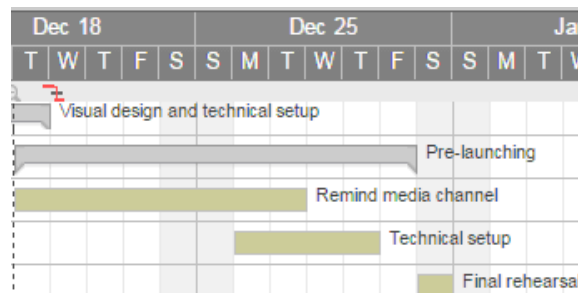 Dec 18 Dec 25 Ja
T W T F S S M T W T F S S M T
Visual design and technical setup
Pre-launching
Remind media channel
Technical setup
Final rehearsa